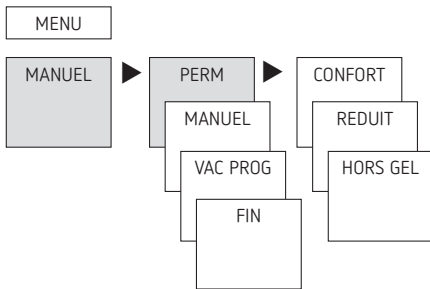 MENU
MANUEL
PERM
CONFORT
MANUEL
REDUIT
VAC PROG
HORS GEL
FIN